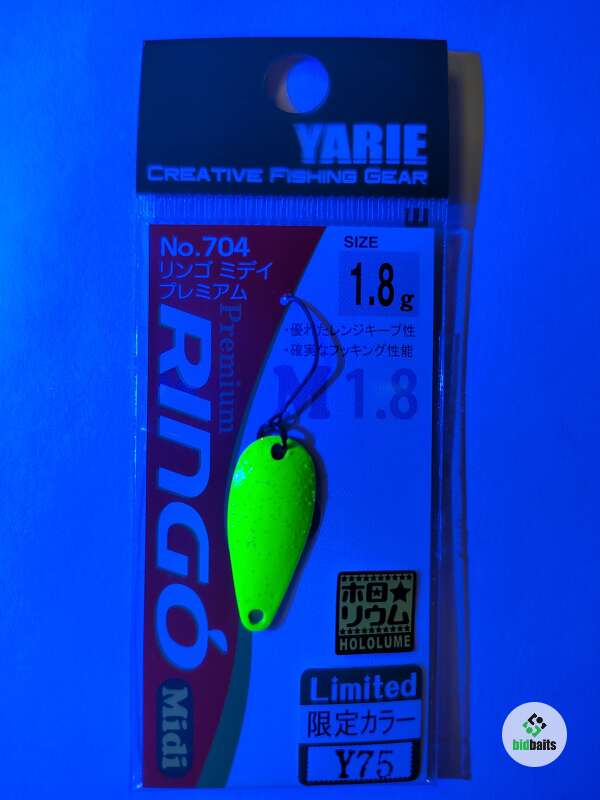 YARIE
CREATIVE FISHING GEAR
No.704
リンゴ ミデイ
プレミアム
Premium
RINGO
Midi
SIZE
1.8g
・優れたレンジキープ性
・確実なフッキング性能
M1.8
ホ日★
リウム
HOLOLUME
Limited
限定カラー
Y75
bidbaits